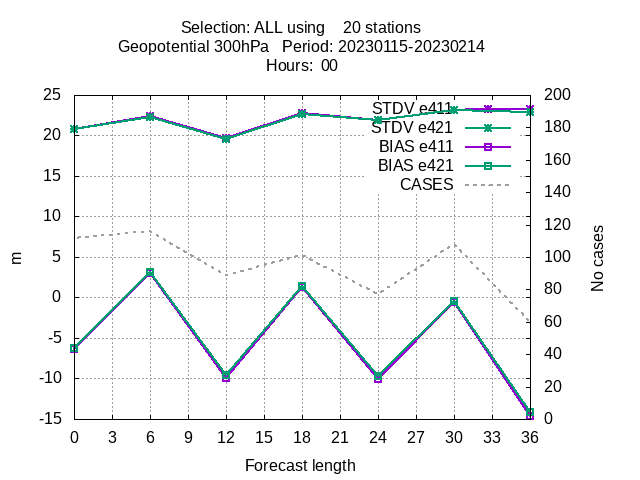 Selection: ALL using    20 stations
Geopotential 300hPa   Period: 20230115-20230214
Hours:  00
STDV e411
STDV e421
BIAS e411
BIAS e421
CASES
25
20
15
10
5
0
-5
-10
-15
m
200
180
160
140
120
100
80
60
40
20
0
No cases
0 3 6 9 12 15 18 21 24 27 30 33 36
Forecast length